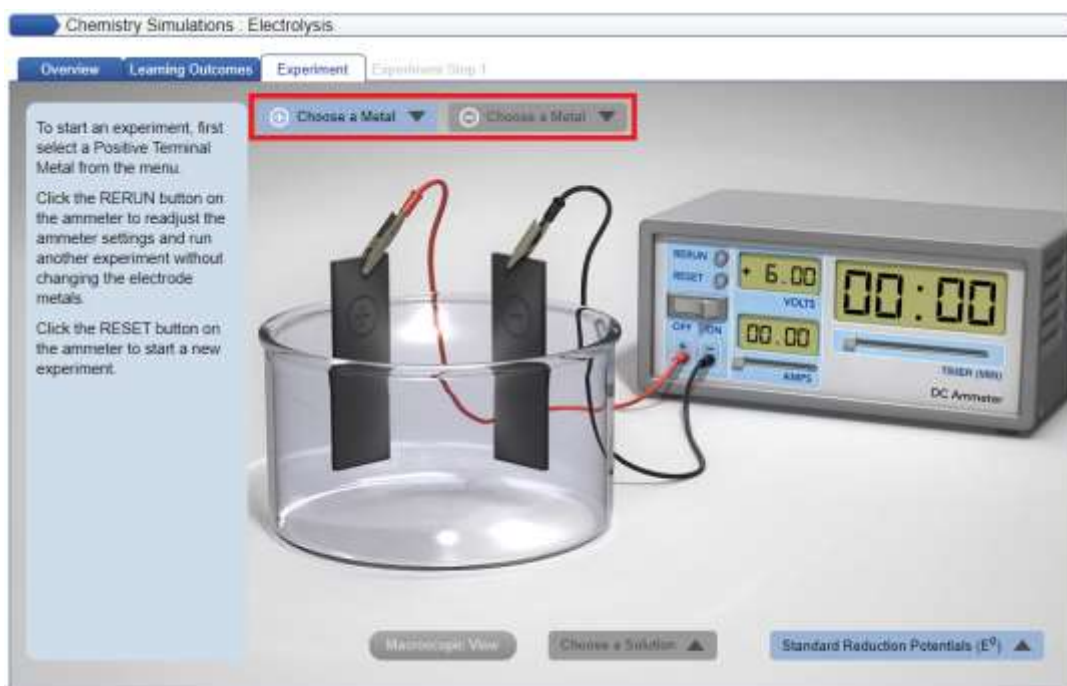 Chemistry Simulations : Electrolysis
Overview
Learning Outcomes
Experiment
Experiment Step 1
+ Choose a Metal
− Choose a Metal
To start an experiment, first
select a Positive Terminal
Metal from the menu.
Click the RERUN button on
the ammeter to readjust the
ammeter settings and run
another experiment without
changing the electrode
metals.
Click the RESET button on
the ammeter to start a new
experiment.
RERUN
RESET
+ 6.00
VOLTS
OFF / ON
+ −
00.00
AMPS
00:00
TIMER (MIN)
DC Ammeter
Macroscopic View
Choose a Solution
Standard Reduction Potentials (E⁰)